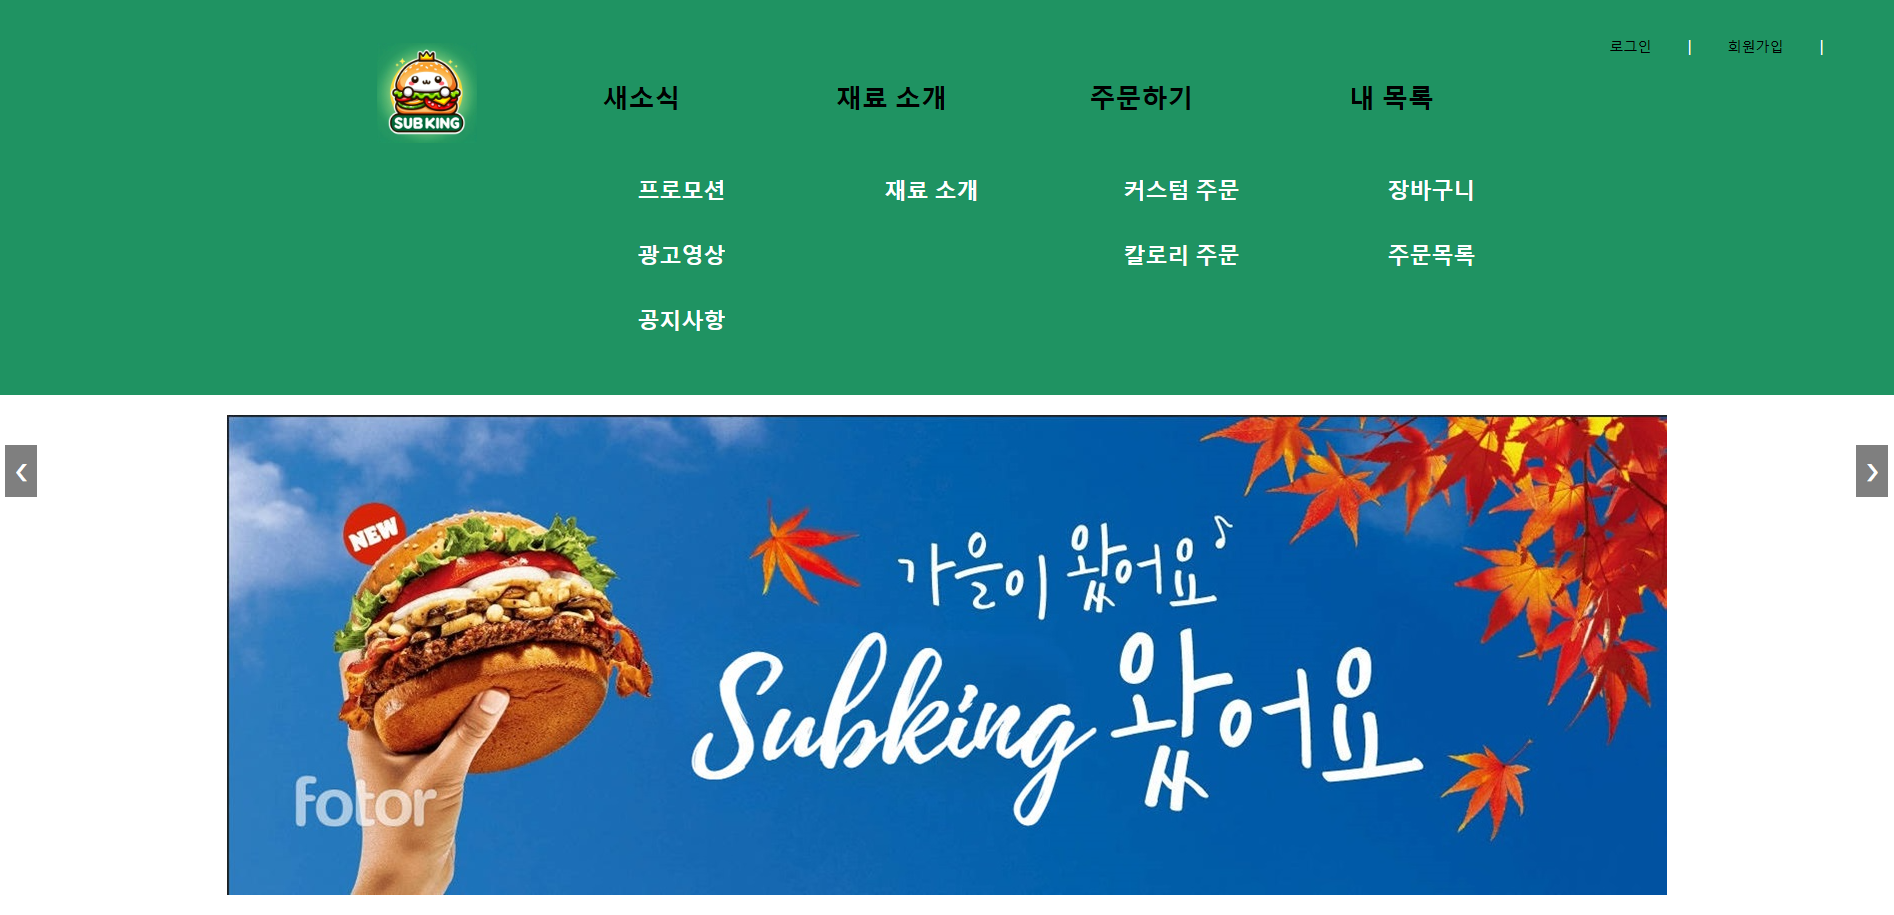 로그인 | 회원가입 |
SUB KING
새소식 재료 소개 주문하기 내 목록
프로모션 재료 소개 커스텀 주문 장바구니
광고영상 칼로리 주문 주문목록
공지사항
❮ ❯
NEW
가을이 왔어요♪
Subking 왔어요
fotor